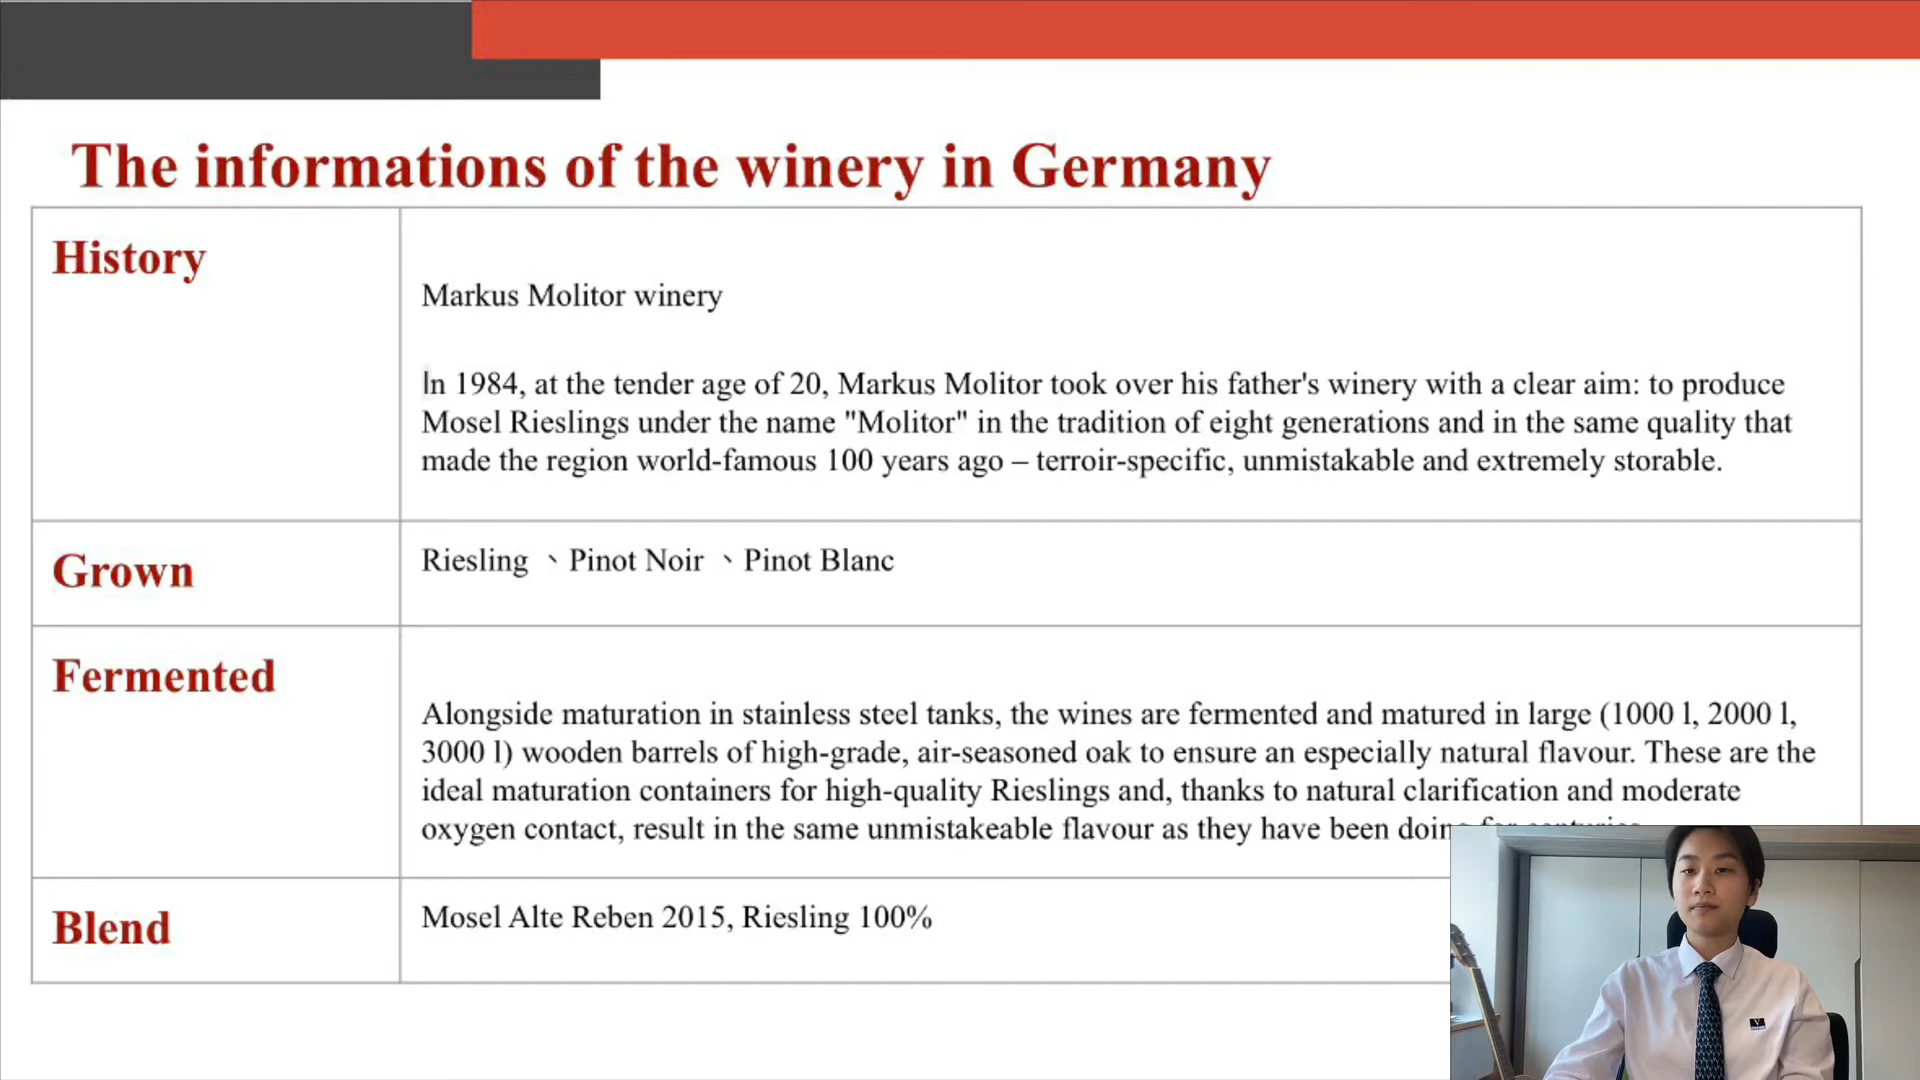 The informations of the winery in Germany
History
Markus Molitor winery
In 1984, at the tender age of 20, Markus Molitor took over his father's winery with a clear aim: to produce
Mosel Rieslings under the name "Molitor" in the tradition of eight generations and in the same quality that
made the region world-famous 100 years ago – terroir-specific, unmistakable and extremely storable.
Grown
Riesling 、Pinot Noir 、Pinot Blanc
Fermented
Alongside maturation in stainless steel tanks, the wines are fermented and matured in large (1000 l, 2000 l,
3000 l) wooden barrels of high-grade, air-seasoned oak to ensure an especially natural flavour. These are the
ideal maturation containers for high-quality Rieslings and, thanks to natural clarification and moderate
oxygen contact, result in the same unmistakeable flavour as they have been doing for centuries.
Blend
Mosel Alte Reben 2015, Riesling 100%